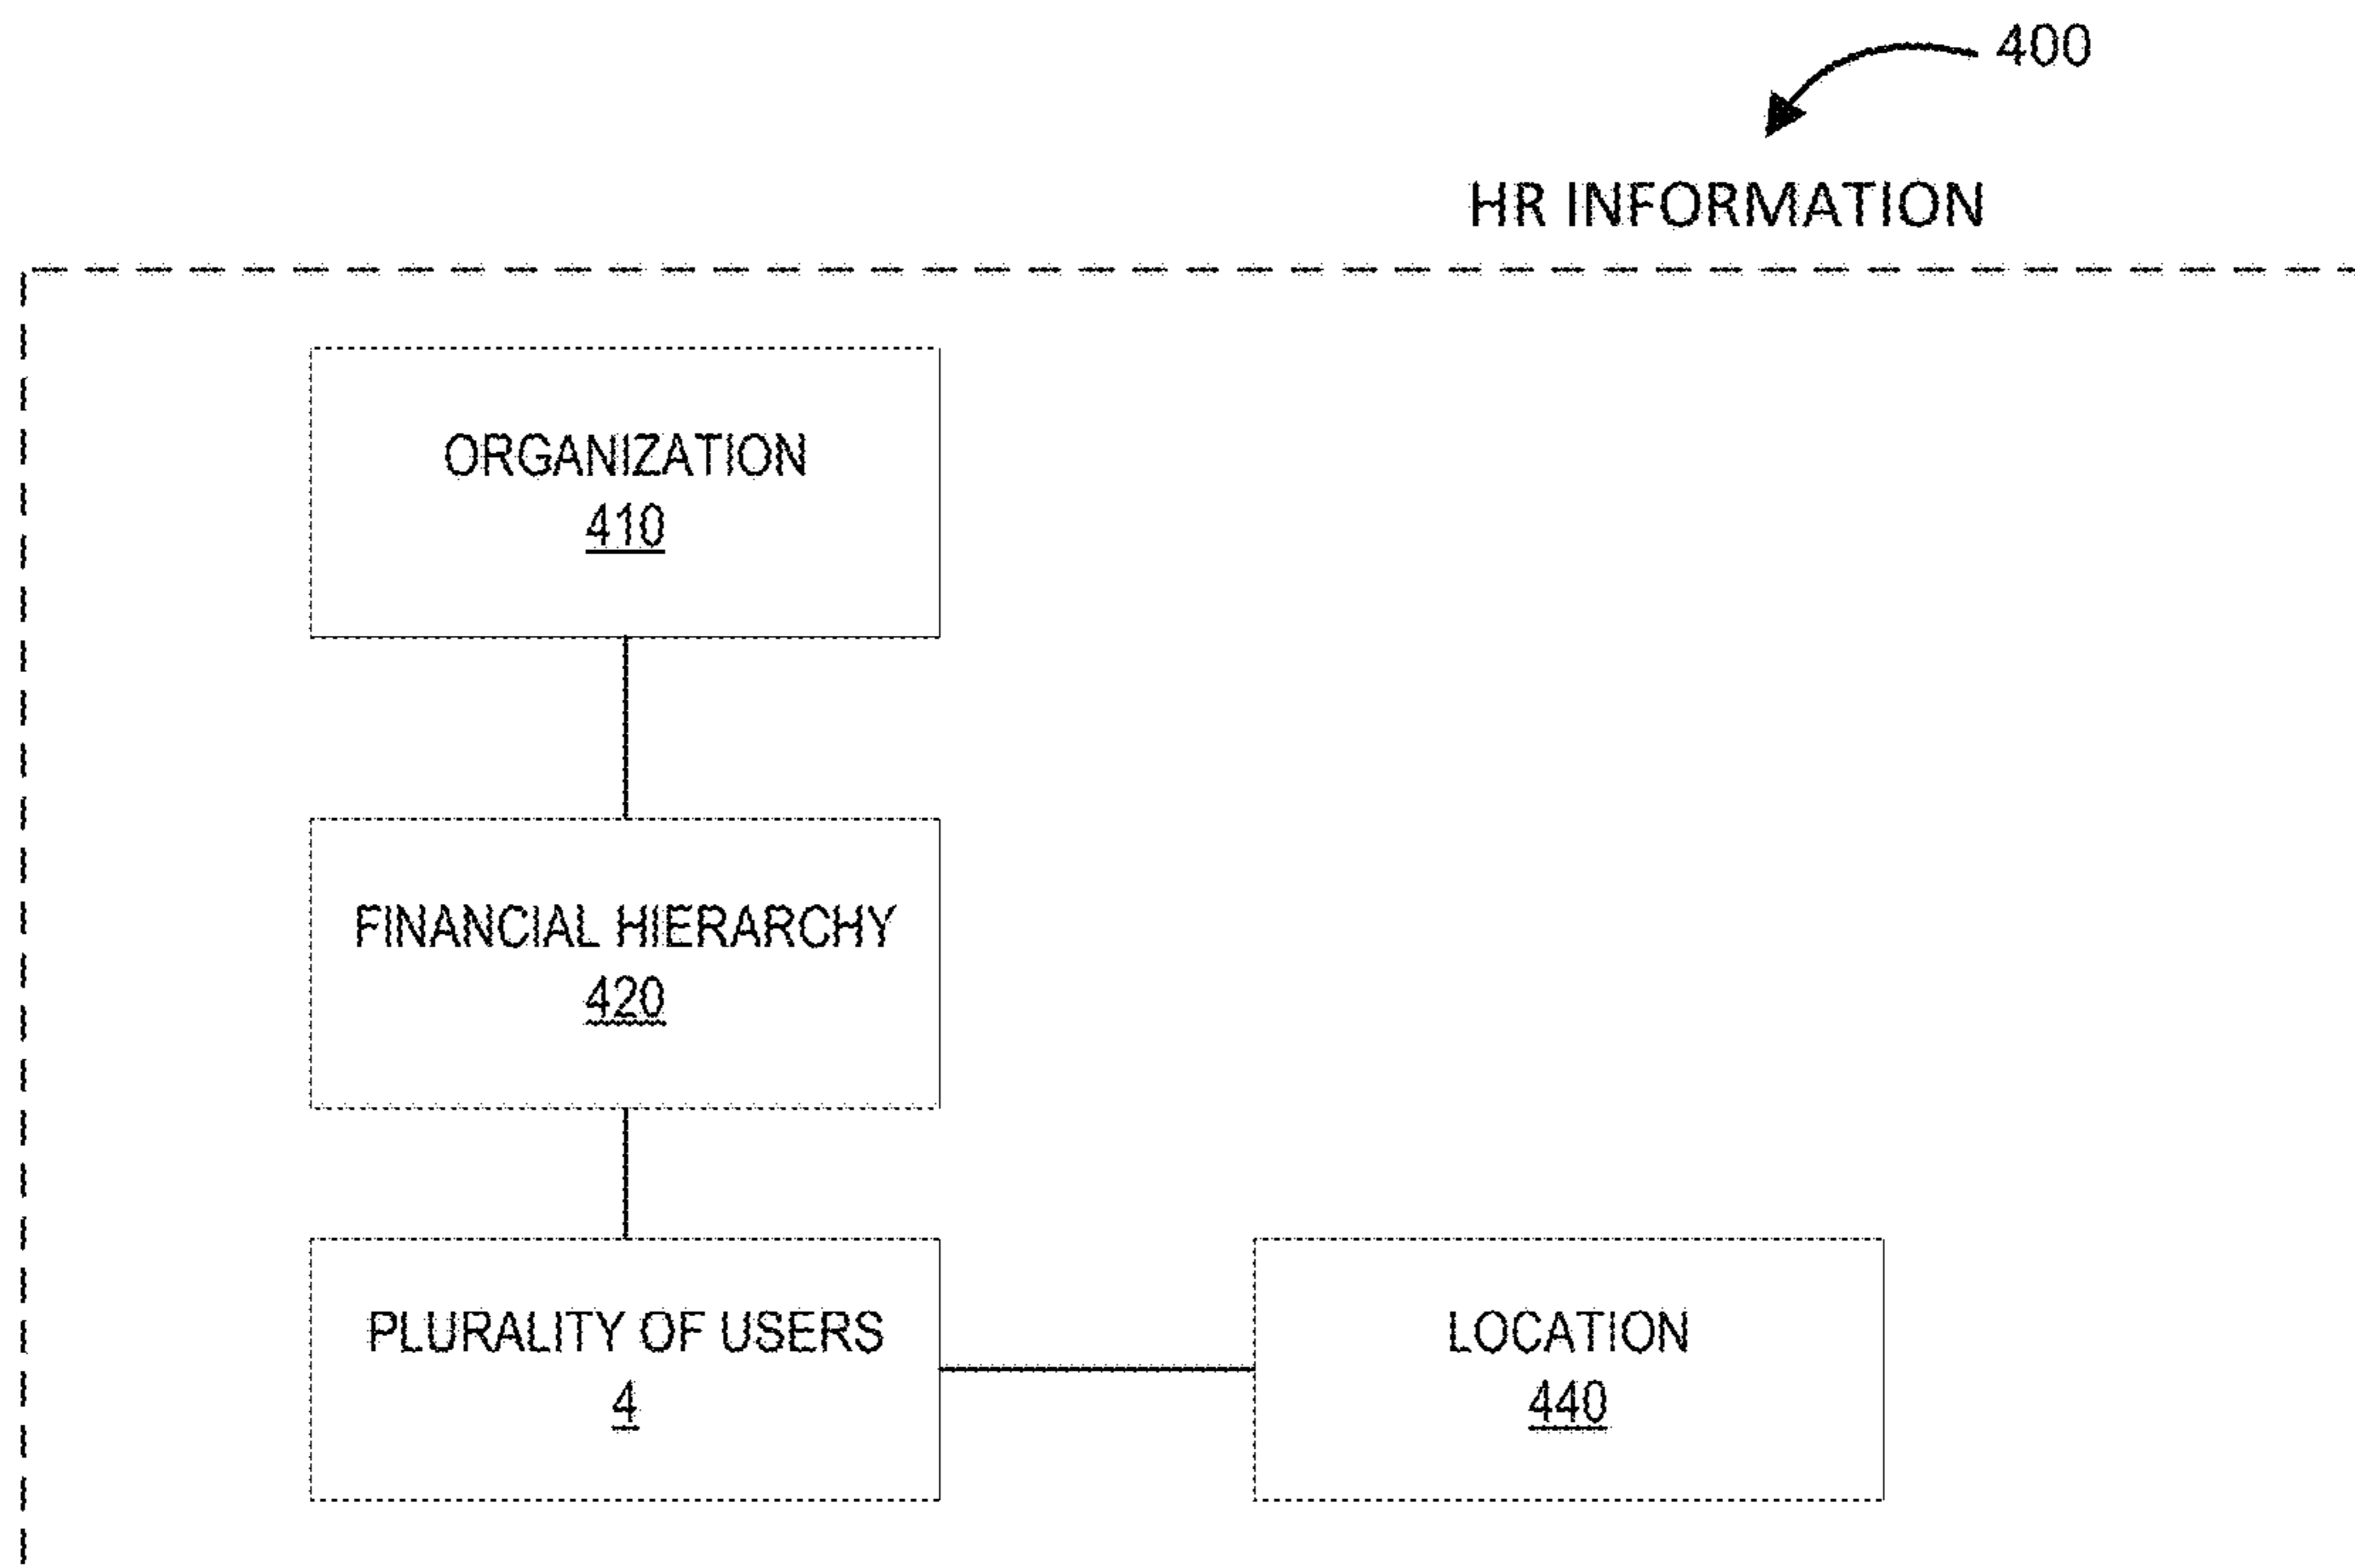 400
HR INFORMATION
ORGANIZATION
410
FINANCIAL HIERARCHY
420
PLURALITY OF USERS
4
LOCATION
440